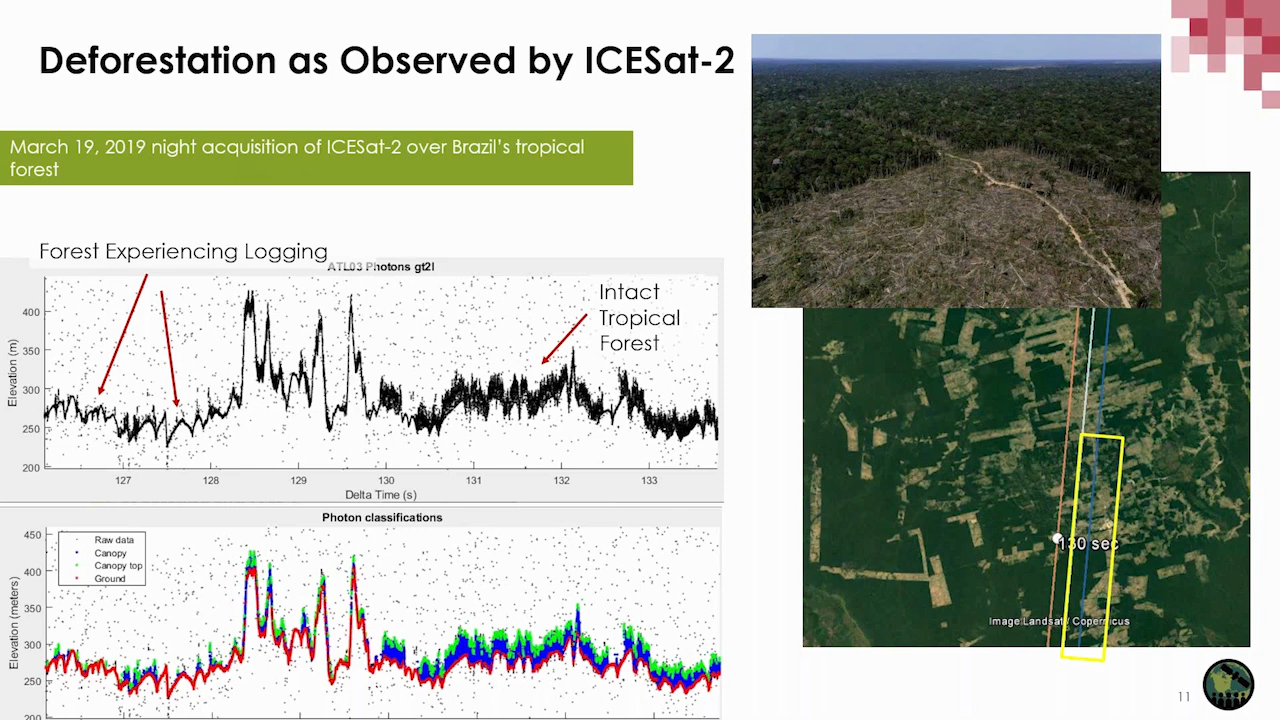 Deforestation as Observed by ICESat-2
March 19, 2019 night acquisition of ICESat-2 over Brazil's tropical
forest
Forest Experiencing Logging
ATL03 Photons gt2l
Intact
Tropical
Forest
Elevation (m)
400
350
300
250
200
127 128 129 130 131 132 133
Delta Time (s)
Photon classifications
Raw data
Canopy
Canopy top
Ground
Elevation (meters)
450
400
350
300
250
200
130 sec
Image Landsat / Copernicus
11